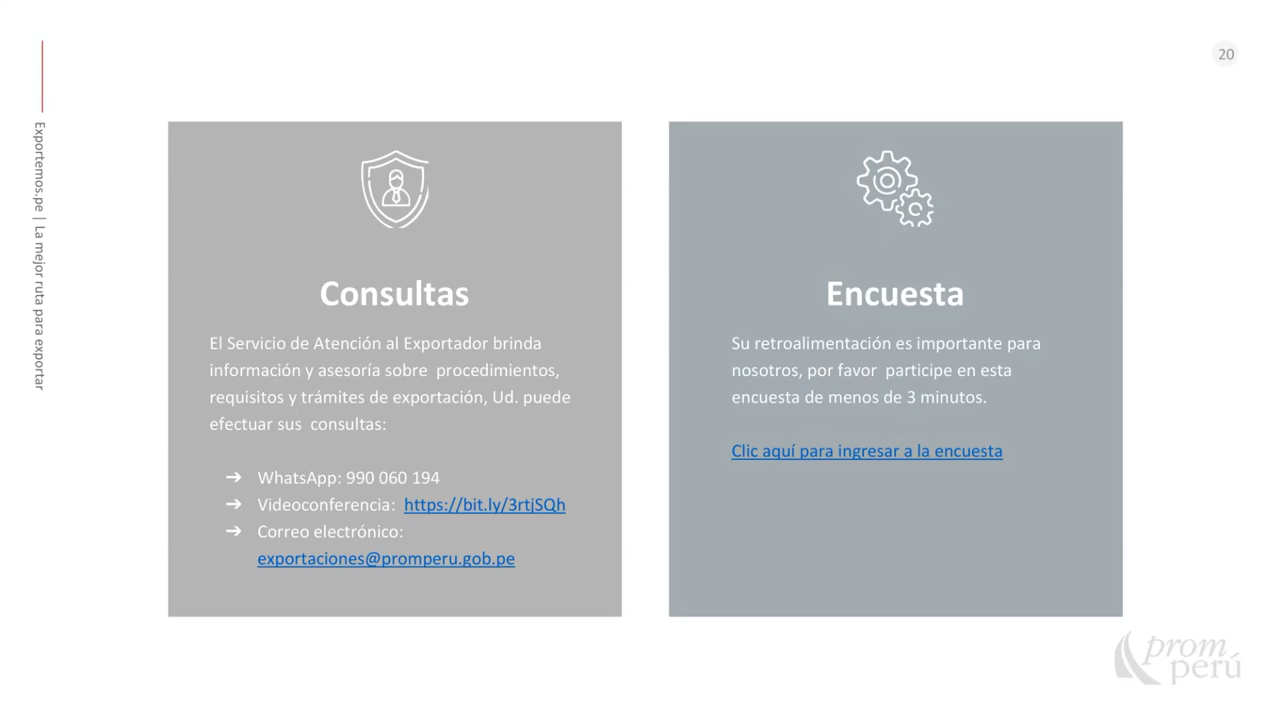 20
Exportemos.pe | La mejor ruta para exportar
Consultas
El Servicio de Atención al Exportador brinda
información y asesoría sobre procedimientos,
requisitos y trámites de exportación, Ud. puede
efectuar sus consultas:
➔ WhatsApp: 990 060 194
➔ Videoconferencia: https://bit.ly/3rtjSQh
➔ Correo electrónico:
exportaciones@promperu.gob.pe
Encuesta
Su retroalimentación es importante para
nosotros, por favor participe en esta
encuesta de menos de 3 minutos.
Clic aquí para ingresar a la encuesta
prom
perú